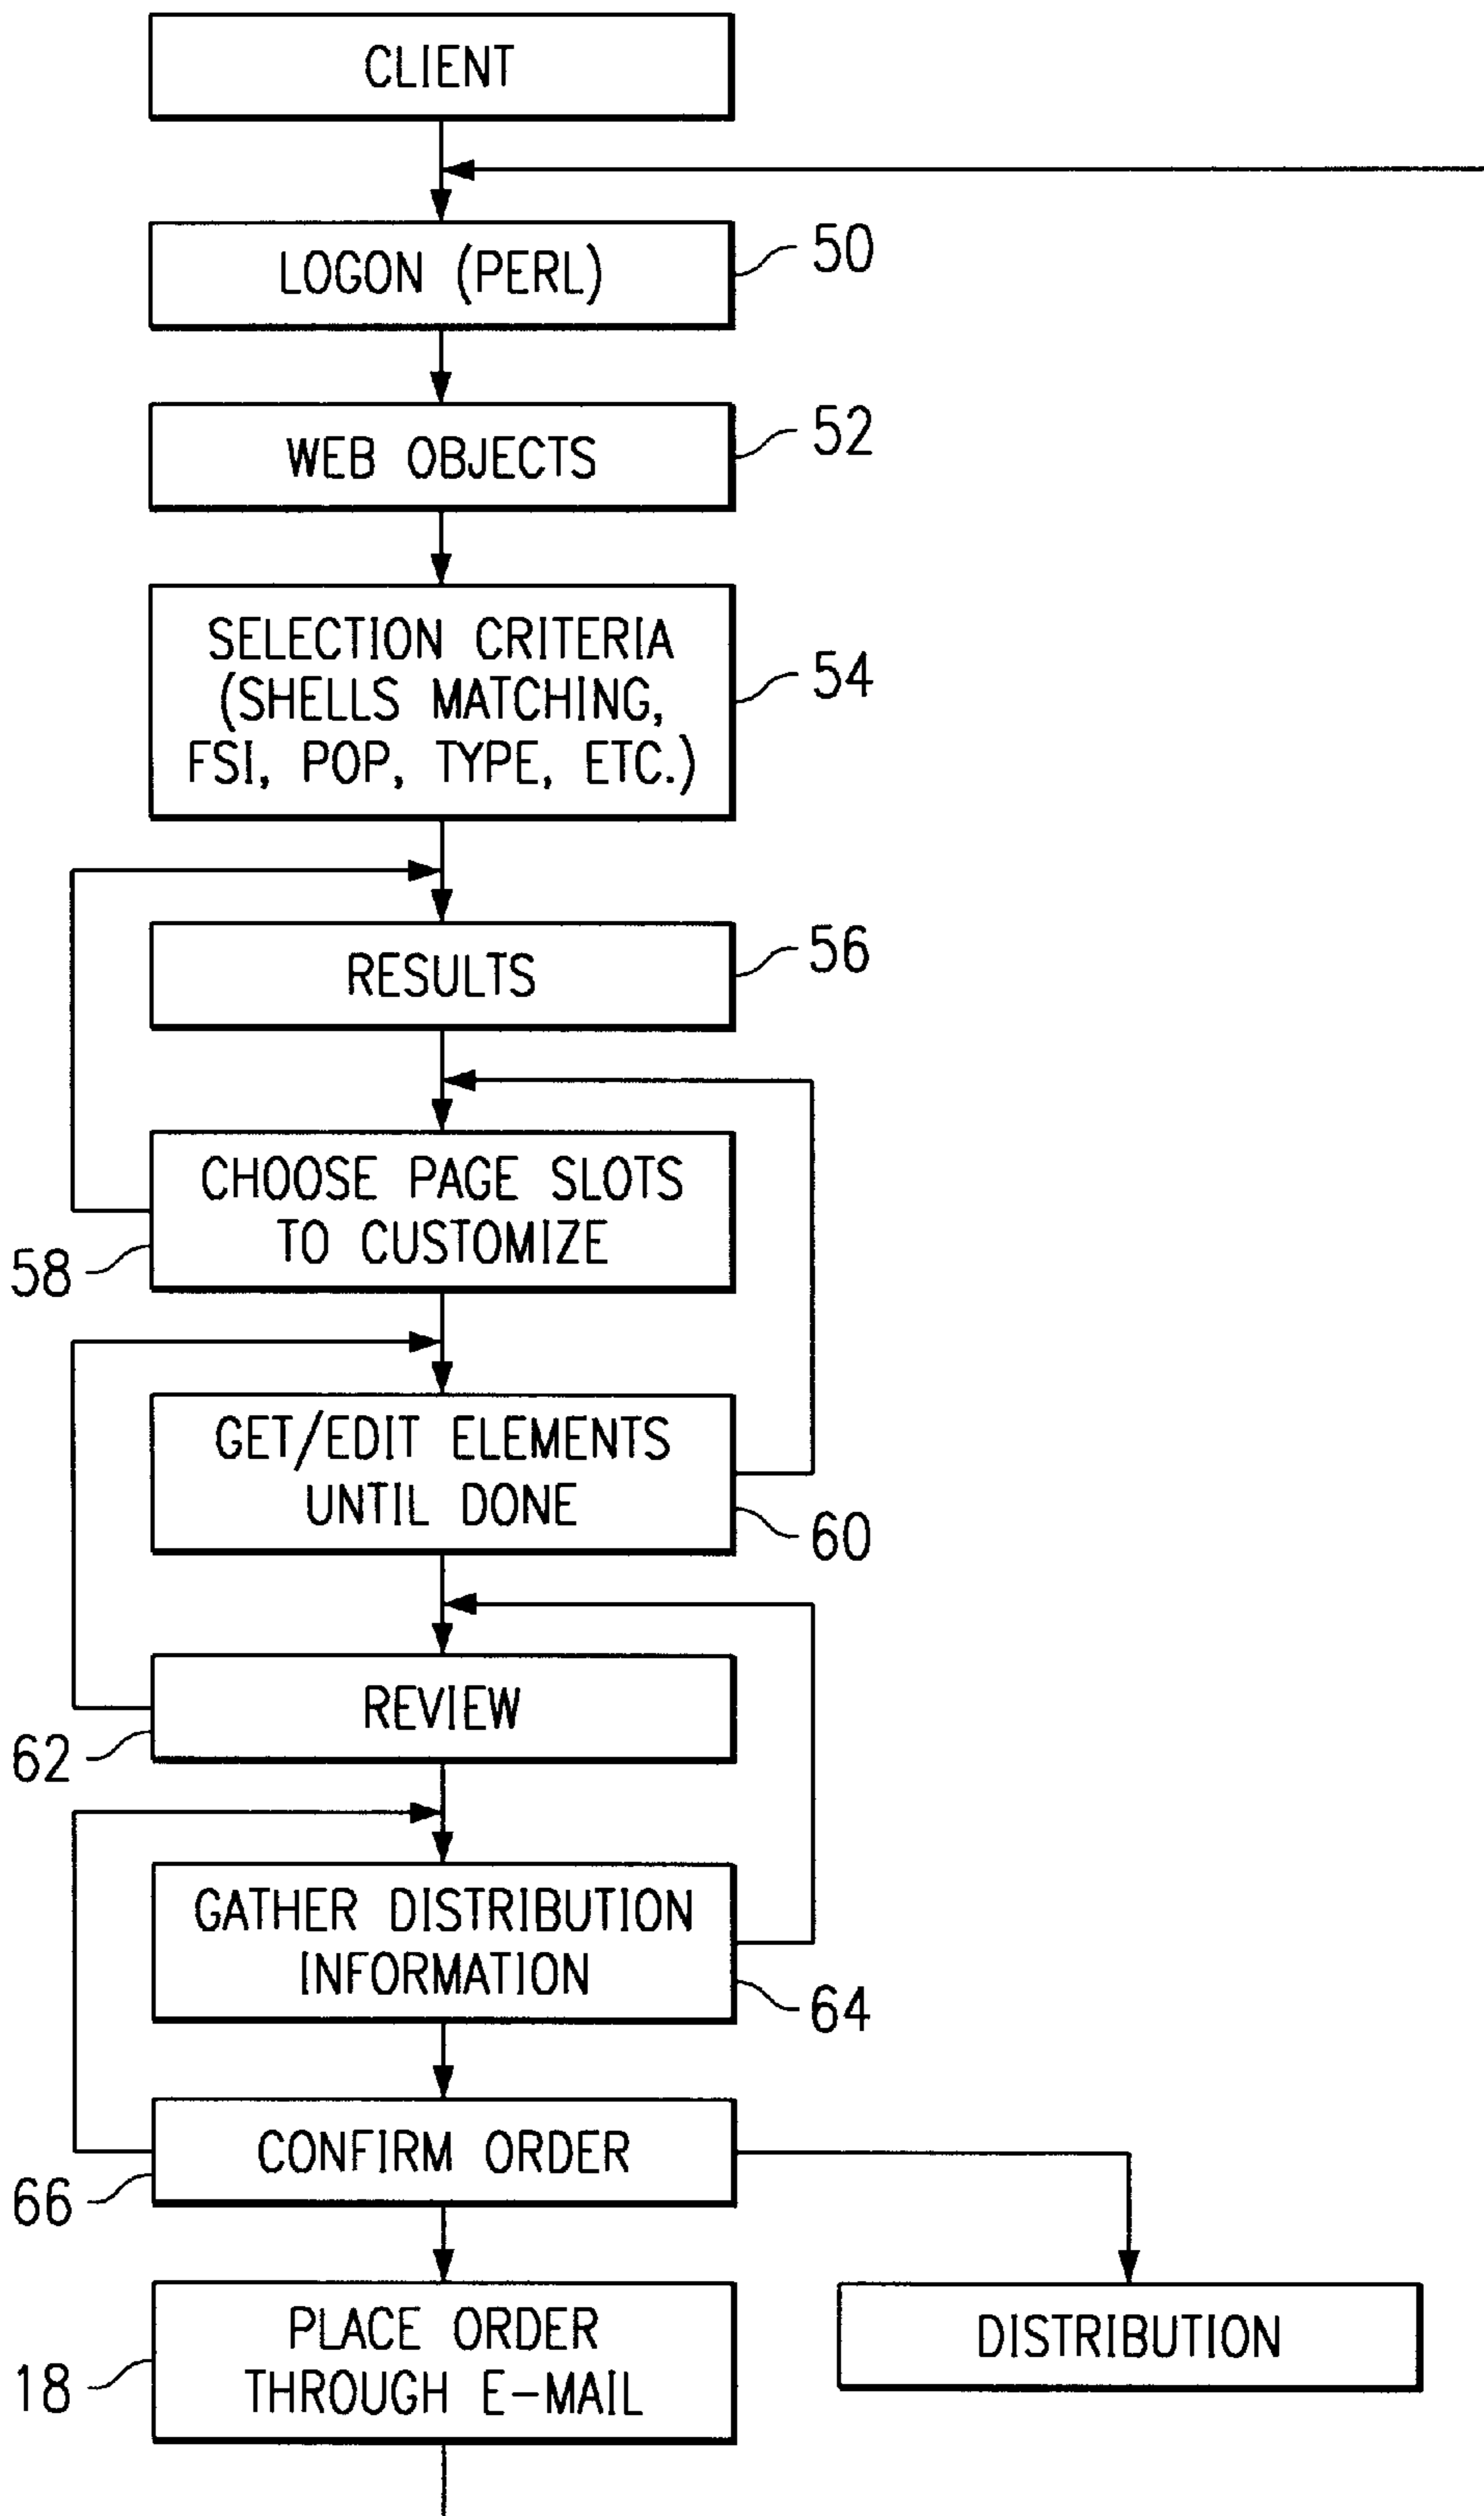 CLIENT
LOGON (PERL)
50
WEB OBJECTS
52
SELECTION CRITERIA
(SHELLS MATCHING,
FSI, POP, TYPE, ETC.)
54
RESULTS
56
CHOOSE PAGE SLOTS
TO CUSTOMIZE
58
GET/EDIT ELEMENTS
UNTIL DONE
60
REVIEW
62
GATHER DISTRIBUTION
INFORMATION
64
CONFIRM ORDER
66
PLACE ORDER
THROUGH E-MAIL
18
DISTRIBUTION